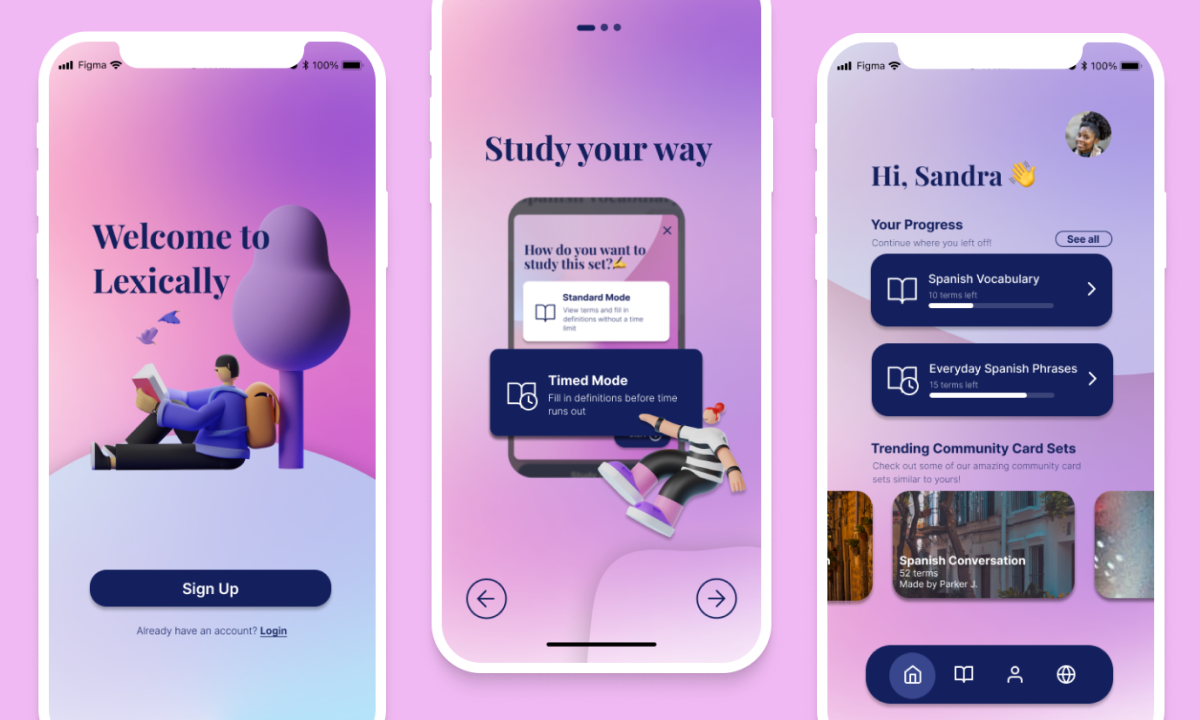 Figma
100%
Welcome to
Lexically
Sign Up
Already have an account? Login
Study your way
How do you want to
study this set?✍️
Standard Mode
View terms and fill in
definitions without a time
limit
Timed Mode
Fill in definitions before time
runs out
Figma
100%
Hi, Sandra 👋
Your Progress
Continue where you left off!
See all
Spanish Vocabulary
10 terms left
Everyday Spanish Phrases
15 terms left
Trending Community Card Sets
Check out some of our amazing community card
sets similar to yours!
Spanish Conversation
52 terms
Made by Parker J.